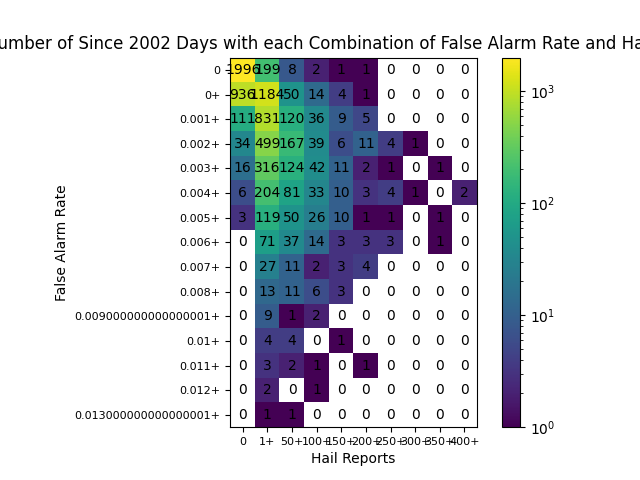 umber of Since 2002 Days with each Combination of False Alarm Rate and Ha
0 1996 199 8 2 1 1 0 0 0 0
0+ 936 1184 50 14 4 1 0 0 0 0
0.001+ 111 831 120 36 9 5 0 0 0 0
0.002+ 34 499 167 39 6 11 4 1 0 0
0.003+ 16 316 124 42 11 2 1 0 1 0
0.004+ 6 204 81 33 10 3 4 1 0 2
0.005+ 3 119 50 26 10 1 1 0 1 0
0.006+ 0 71 37 14 3 3 3 0 1 0
0.007+ 0 27 11 2 3 4 0 0 0 0
0.008+ 0 13 11 6 3 0 0 0 0 0
0.009000000000000001+ 0 9 1 2 0 0 0 0 0 0
0.01+ 0 4 4 0 1 0 0 0 0 0
0.011+ 0 3 2 1 0 1 0 0 0 0
0.012+ 0 2 0 1 0 0 0 0 0 0
0.013000000000000001+ 0 1 1 0 0 0 0 0 0 0
0 1+ 50+ 100+ 150+ 200+ 250+ 300+ 350+ 400+
Hail Reports
False Alarm Rate
10³
10²
10¹
10⁰